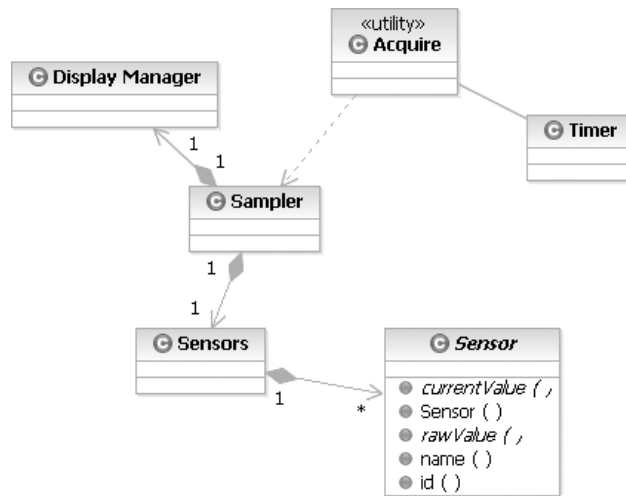 «utility»
C Acquire
C Display Manager
C Timer
1
1
C Sampler
1
1
C Sensors
C Sensor
1
*
currentValue ( ,
Sensor ( )
rawValue ( ,
name ( )
id ( )